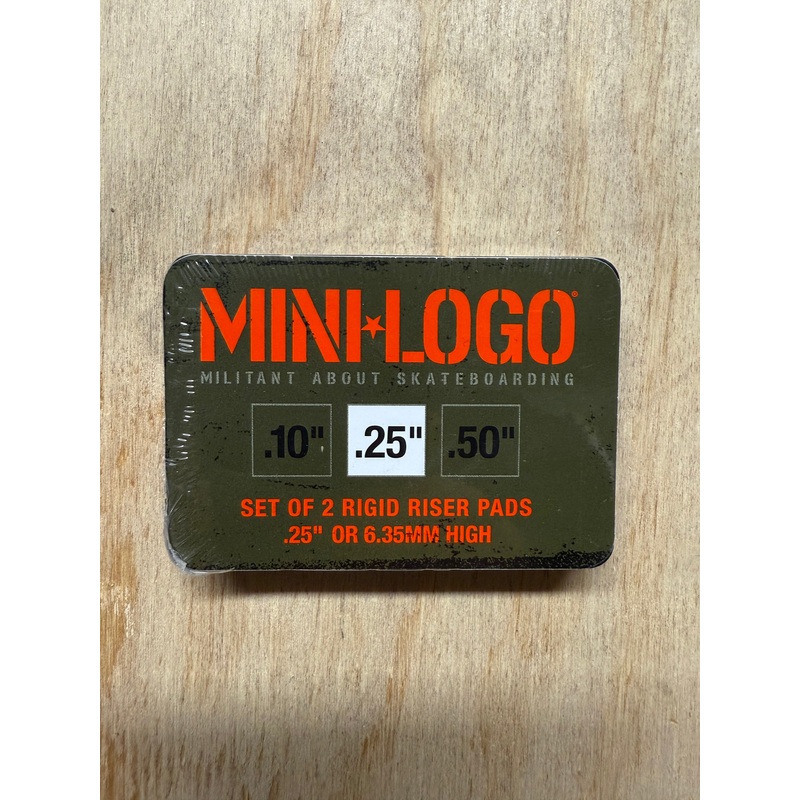 MINI★LOGO®
MILITANT ABOUT SKATEBOARDING
.10" .25" .50"
SET OF 2 RIGID RISER PADS
.25" OR 6.35MM HIGH